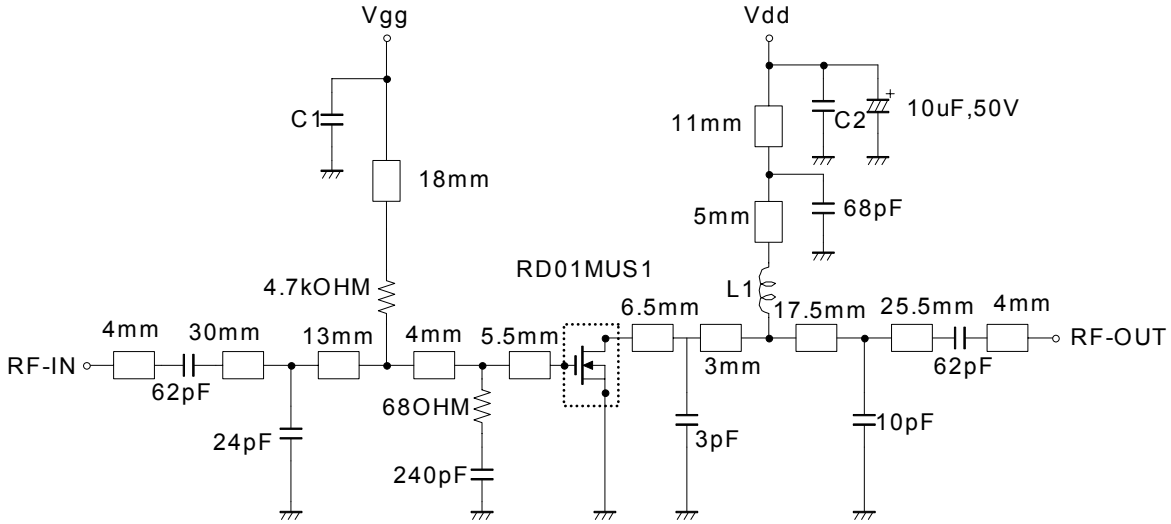 Vgg
Vdd
C1
11mm
C2
+
10uF,50V
18mm
5mm
68pF
RD01MUS1
4.7kOHM
L1
6.5mm
17.5mm
25.5mm
4mm
4mm
30mm
13mm
4mm
5.5mm
RF-IN
RF-OUT
3mm
62pF
62pF
68OHM
24pF
3pF
10pF
240pF